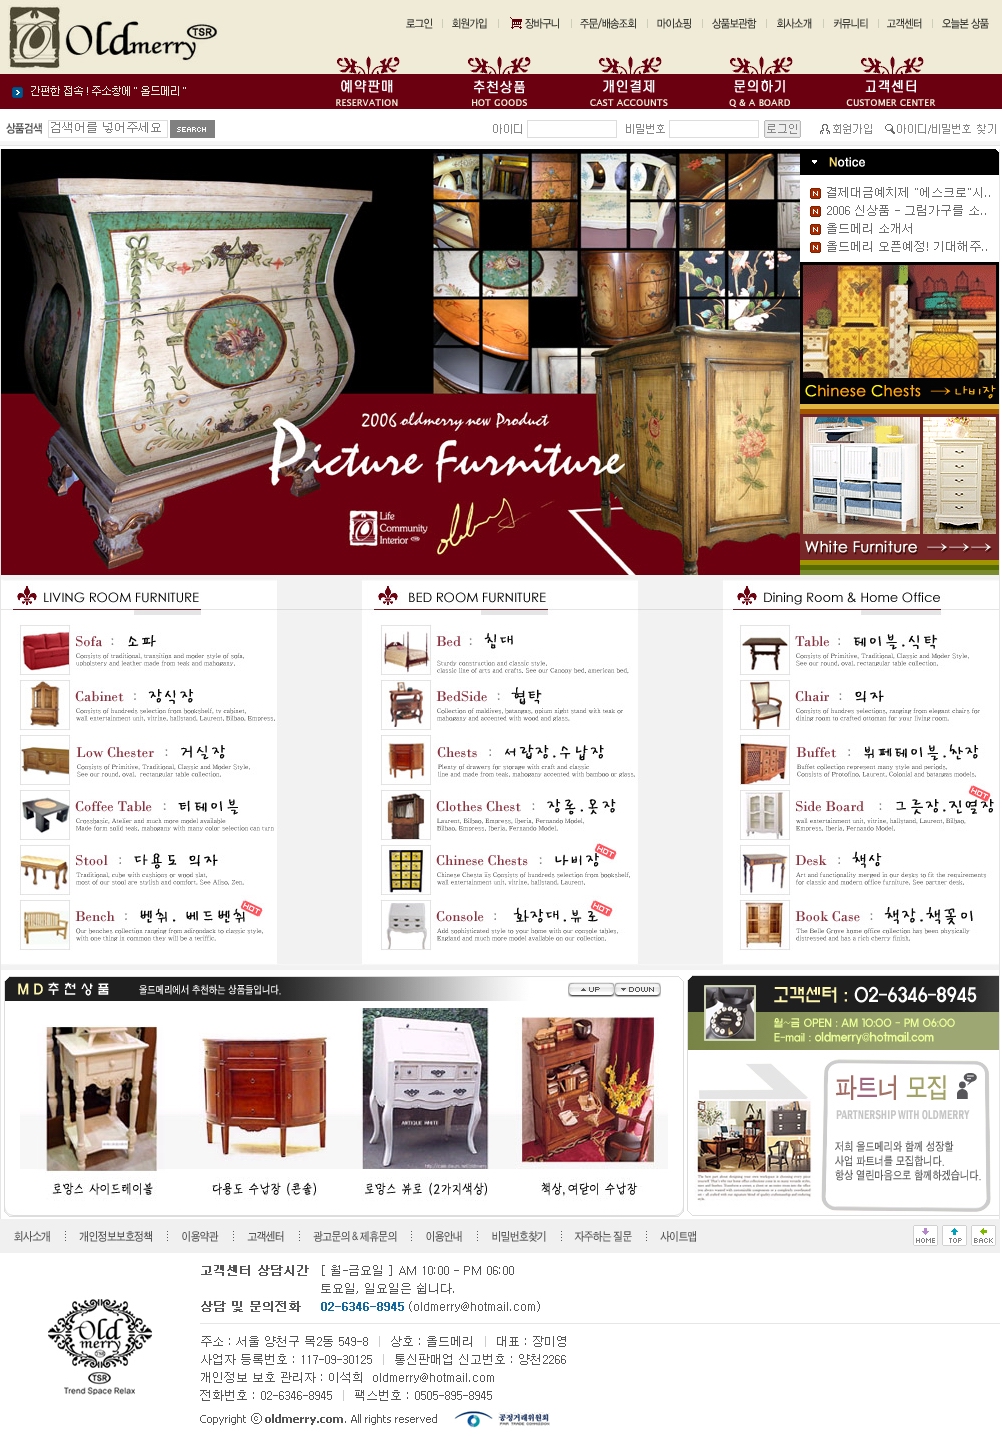 Oldmerry TSR
로그인 회원가입 장바구니 주문/배송조회 마이쇼핑 상품보관함 회사소개 커뮤니티 고객센터 오늘본 상품
간편한 접속 ! 주소창에 " 올드메리 "
예약판매 추천상품 개인결제 문의하기 고객센터
RESERVATION HOT GOODS CAST ACCOUNTS Q & A BOARD CUSTOMER CENTER
상품검색 검색어를 넣어주세요 SEARCH 아이디 비밀번호 로그인 회원가입 아이디/비밀번호 찾기
Notice
결제대금예치제 "에스크로"시..
2006 신상품 - 그림가구를 소..
올드메리 소개서
올드메리 오픈예정! 기대해주..
Chinese Chests → 나비장
2006 oldmerry new Product
Picture Furniture
Life
Community
Interior
White Furniture
LIVING ROOM FURNITURE
Sofa : 소파
Consists of traditional, transition and moder style of sofa,
upholstery and leather made from teak and mahogany.
Cabinet : 장식장
Consists of hundreds selection from bookshelf, tv cabinet,
wall entertainment unit, vitrine, hallstand, Laurent, Bilbao, Empress,
Low Chester : 거실장
Consists of Primitive, Traditional, Classic and Moder Style,
See our round, oval, rectangular table collection.
Coffee Table : 티테이블
Crossbasic, Atelier and much more model available
Made form solid teak, mahogany with many color selection can turn
Stool : 다용도 의자
Traditional, cube with cushions or wood slat,
most of our stool are stylish and comfort. See Alino, Zen.
Bench : 벤취. 베드벤취 HOT
Our benches collection ranging from adirondack to classic style,
with one thing in common they will be a terific.
BED ROOM FURNITURE
Bed : 침대
Sturdy construction and classic style,
classic line of arts and crafts. See our Canopy bed, american bed.
BedSide : 협탁
Collection of maldives, batangas, noium night stand with teak or
mahogany and accented with wood and glass.
Chests : 서랍장.수납장
Plenty of drawers for storage with craft and classic
line and made from teak, mahogany accented with bamboo or glass.
Clothes Chest : 장롱.옷장
Laurent, Bilbao, Empress, Iberia, Fernando Model,
Bilbao, Empress, Iberia, Fernando Model.
Chinese Chests : 나비장 HOT
Chinese Chests iis Consists of hundreds selection from bookshelf,
wall entertainment unit, vitrine, hallstand, Laurent,
Console : 화장대.뷰로 HOT
Add sophisticated style to your home with our console tables.
England and much more model available on our collection.
Dining Room & Home Office
Table : 테이블.식탁
Consists of Primitive, Traditional, Classic and Moder Style,
See our round, oval, rectangular table collection.
Chair : 의자
Consists of hundres selections, ranging from elegant chairs for
dining room to crafted ottoman for your living room.
Buffet : 뷔페테이블.찬장
Buffet collection represent many style and periods,
Consists of Photofino, Laurent, Colonial and batangas models.
Side Board : 그릇장.진열장 HOT
wall entertainment unit, vitrine, hallstand, Laurent, Bilbao,
Empress, Iberia, Fernando Model.
Desk : 책상
Art and functionality merged in our desks to fit the requirements
for classic and modern office furniture. See partner desk.
Book Case : 책장.책꽂이
The Belle Grove home office collection has been physically
distressed and has a rich cherry finish.
MD추천상품 올드메리에서 추천하는 상품들입니다. UP DOWN
ANTIQUE WHITE
로망스 사이드테이블
다용도 수납장 (콘솔)
로망스 뷰로 (2가지색상)
책상,여닫이 수납장
고객센터 : 02-6346-8945
월~금 OPEN : AM 10:00 - PM 06:00
E-mail : oldmerry@hotmail.com
파트너 모집
PARTNERSHIP WITH OLDMERRY
저희 올드메리와 함께 성장할
사업 파트너를 모집합니다.
항상 열린마음으로 함께하겠습니다.
회사소개 개인정보보호정책 이용약관 고객센터 광고문의 & 제휴문의 이용안내 비밀번호찾기 자주하는 질문 사이트맵 HOME TOP BACK
고객센터 상담시간 [ 월-금요일 ] AM 10:00 - PM 06:00
토요일, 일요일은 쉽니다.
상담 및 문의전화 02-6346-8945 (oldmerry@hotmail.com)
Old merry
TSR
Trend Space Relax
주소 : 서울 양천구 목2동 549-8 | 상호 : 올드메리 | 대표 : 장미영
사업자 등록번호 : 117-09-30125 | 통신판매업 신고번호 : 양천2266
개인정보 보호 관리자 : 이석희 oldmerry@hotmail.com
전화번호 : 02-6346-8945 | 팩스번호 : 0505-895-8945
Copyright ⓒ oldmerry.com. All rights reserved
공정거래위원회
FAIR TRADE COMMISSION